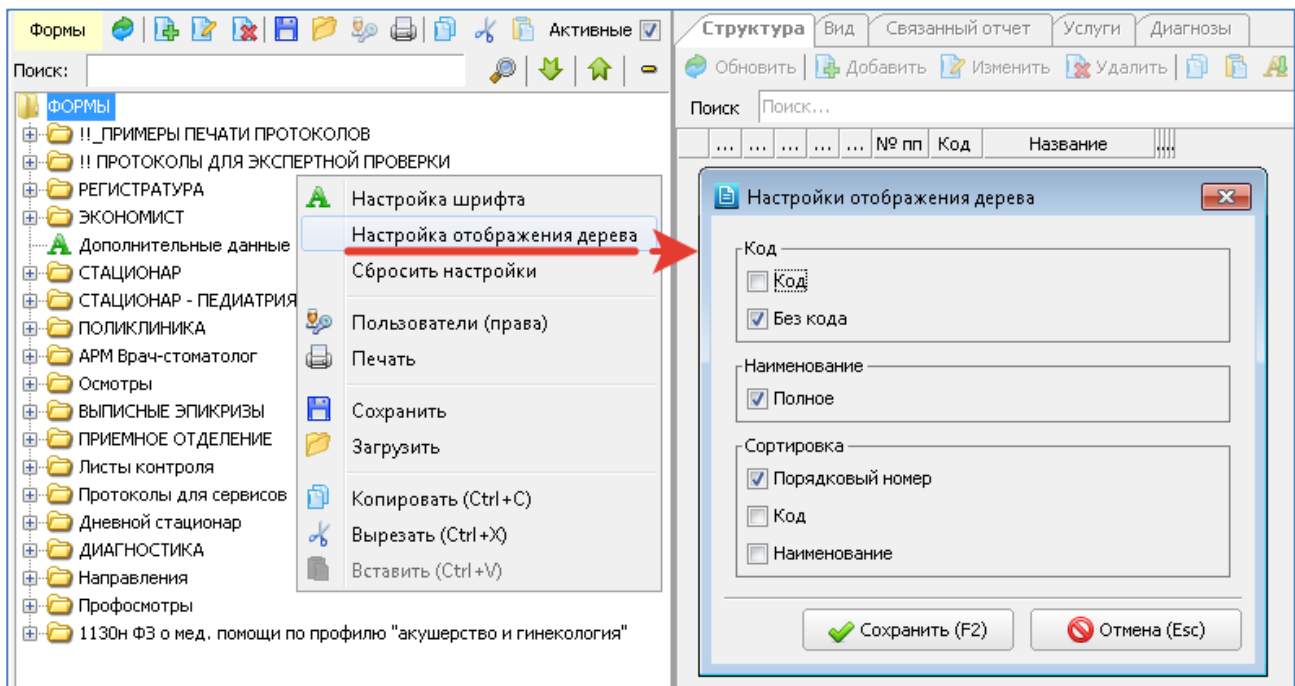 Формы
Активные
Поиск:
ФОРМЫ
!!_ПРИМЕРЫ ПЕЧАТИ ПРОТОКОЛОВ
!! ПРОТОКОЛЫ ДЛЯ ЭКСПЕРТНОЙ ПРОВЕРКИ
РЕГИСТРАТУРА
ЭКОНОМИСТ
Дополнительные данные
СТАЦИОНАР
СТАЦИОНАР - ПЕДИАТРИЯ
ПОЛИКЛИНИКА
АРМ Врач-стоматолог
Осмотры
ВЫПИСНЫЕ ЭПИКРИЗЫ
ПРИЕМНОЕ ОТДЕЛЕНИЕ
Листы контроля
Протоколы для сервисов
Дневной стационар
ДИАГНОСТИКА
Направления
Профосмотры
1130н ФЗ о мед. помощи по профилю "акушерство и гинекология"
Настройка шрифта
Настройка отображения дерева
Сбросить настройки
Пользователи (права)
Печать
Сохранить
Загрузить
Копировать (Ctrl+C)
Вырезать (Ctrl+X)
Вставить (Ctrl+V)
Структура Вид Связанный отчет Услуги Диагнозы
Обновить Добавить Изменить Удалить
Поиск Поиск...
... ... ... ... ... № пп Код Название
Настройки отображения дерева
Код
Код
Без кода
Наименование
Полное
Сортировка
Порядковый номер
Код
Наименование
Сохранить (F2) Отмена (Esc)